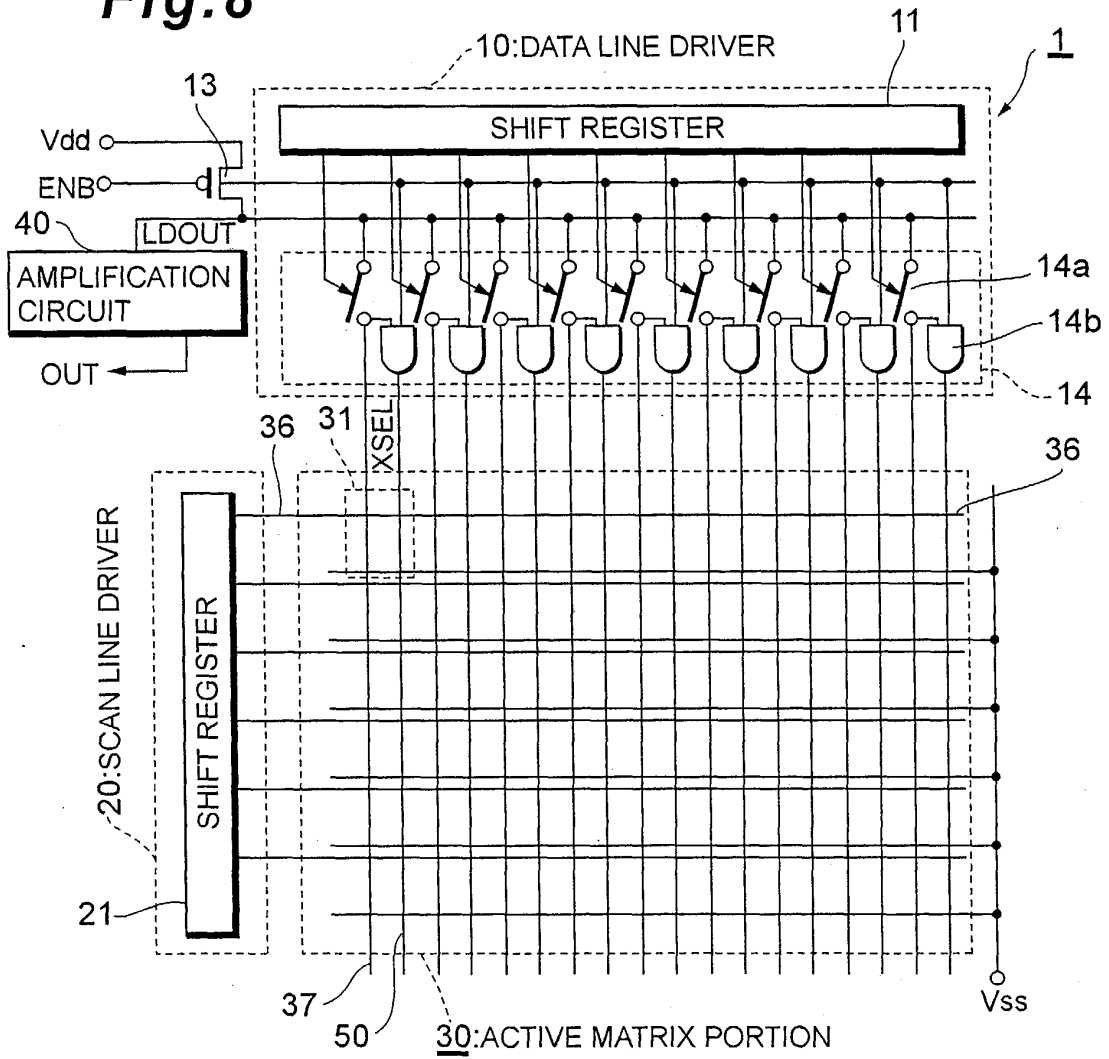 Fig. 8
11
10:DATA LINE DRIVER
1
13
SHIFT REGISTER
Vdd
ENB
40
LDOUT
AMPLIFICATION
CIRCUIT
14a
14b
OUT
14
XSEL
31
36
36
20:SCAN LINE DRIVER
SHIFT REGISTER
21
37
50
30:ACTIVE MATRIX PORTION
Vss